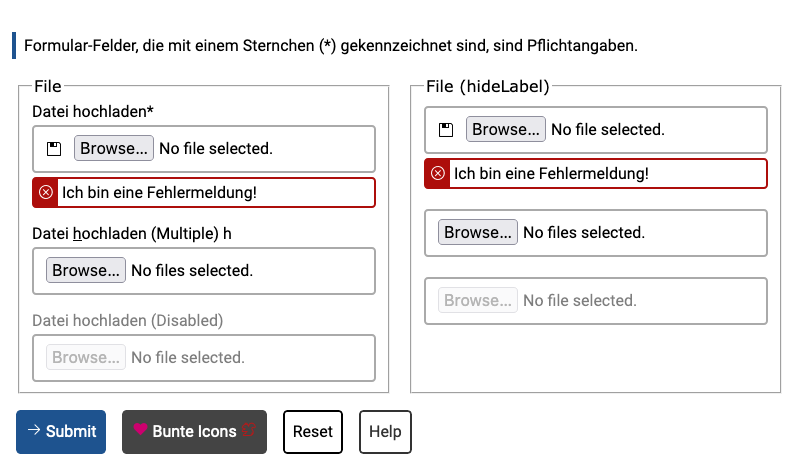 Formular-Felder, die mit einem Sternchen (*) gekennzeichnet sind, sind Pflichtangaben.
File
Datei hochladen*
Browse... No file selected.
Ich bin eine Fehlermeldung!
Datei hochladen (Multiple) h
Browse... No files selected.
Datei hochladen (Disabled)
Browse... No file selected.
File (hideLabel)
Browse... No file selected.
Ich bin eine Fehlermeldung!
Browse... No files selected.
Browse... No file selected.
Submit
Bunte Icons
Reset
Help